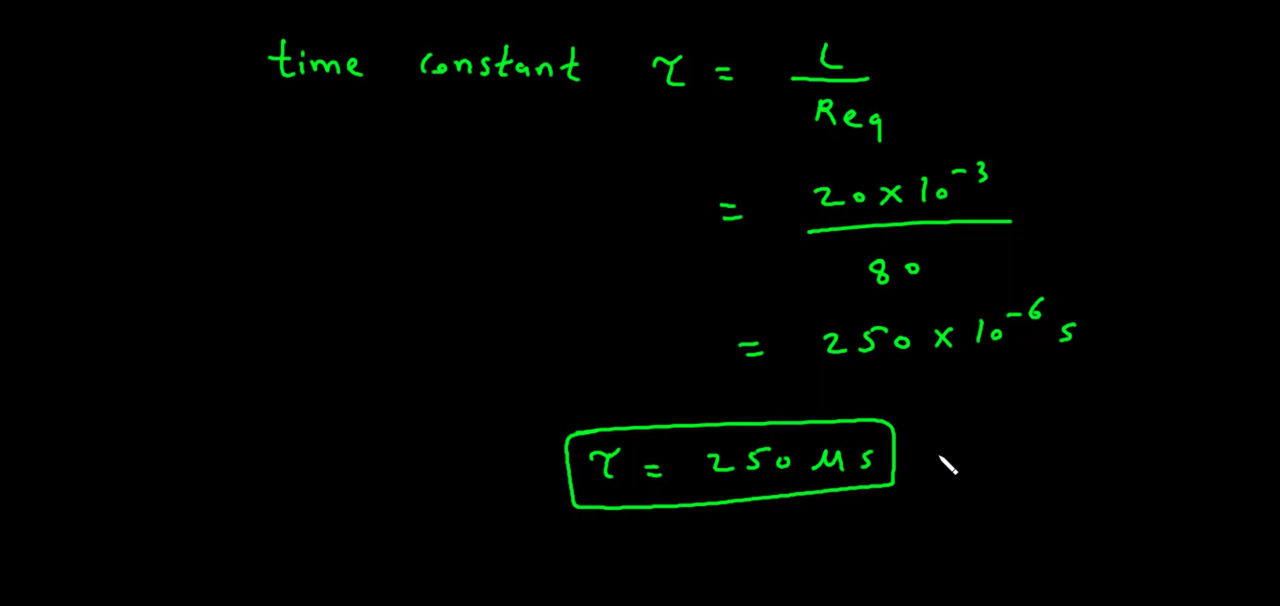 time constant τ = L / Req
= 20 × 10⁻³ / 80
= 250 × 10⁻⁶ s
τ = 250 μs